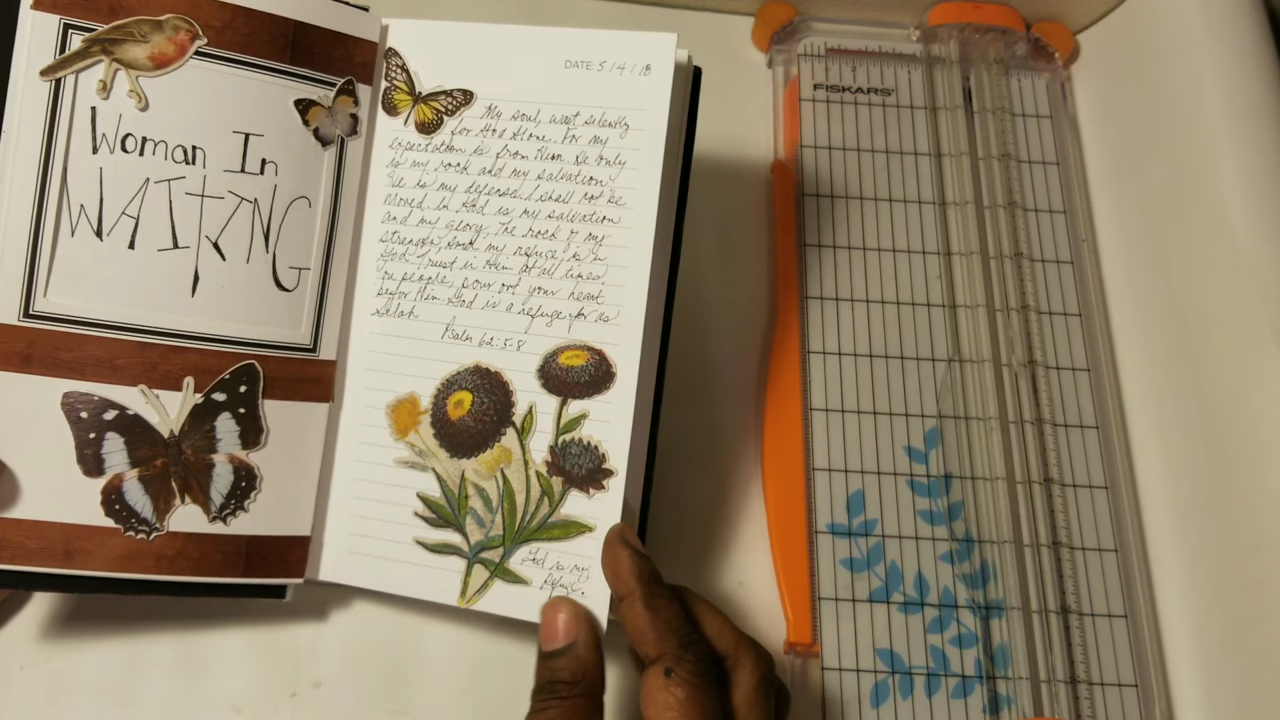 Woman In
WAITING
DATE: 5/4/18
My soul, wait silently
for God alone. For my
expectation is from Him. He only
is my rock and my salvation
He is my defense. I shall not be
moved. In God is my salvation
and my glory, The rock of my
strength, And my refuge, is in
God. Trust in Him at all times,
you people, pour out your heart
befor Him. God is a refuge for us
Selah
Psalm 62:5-8
God is my
Refuge.
FISKARS